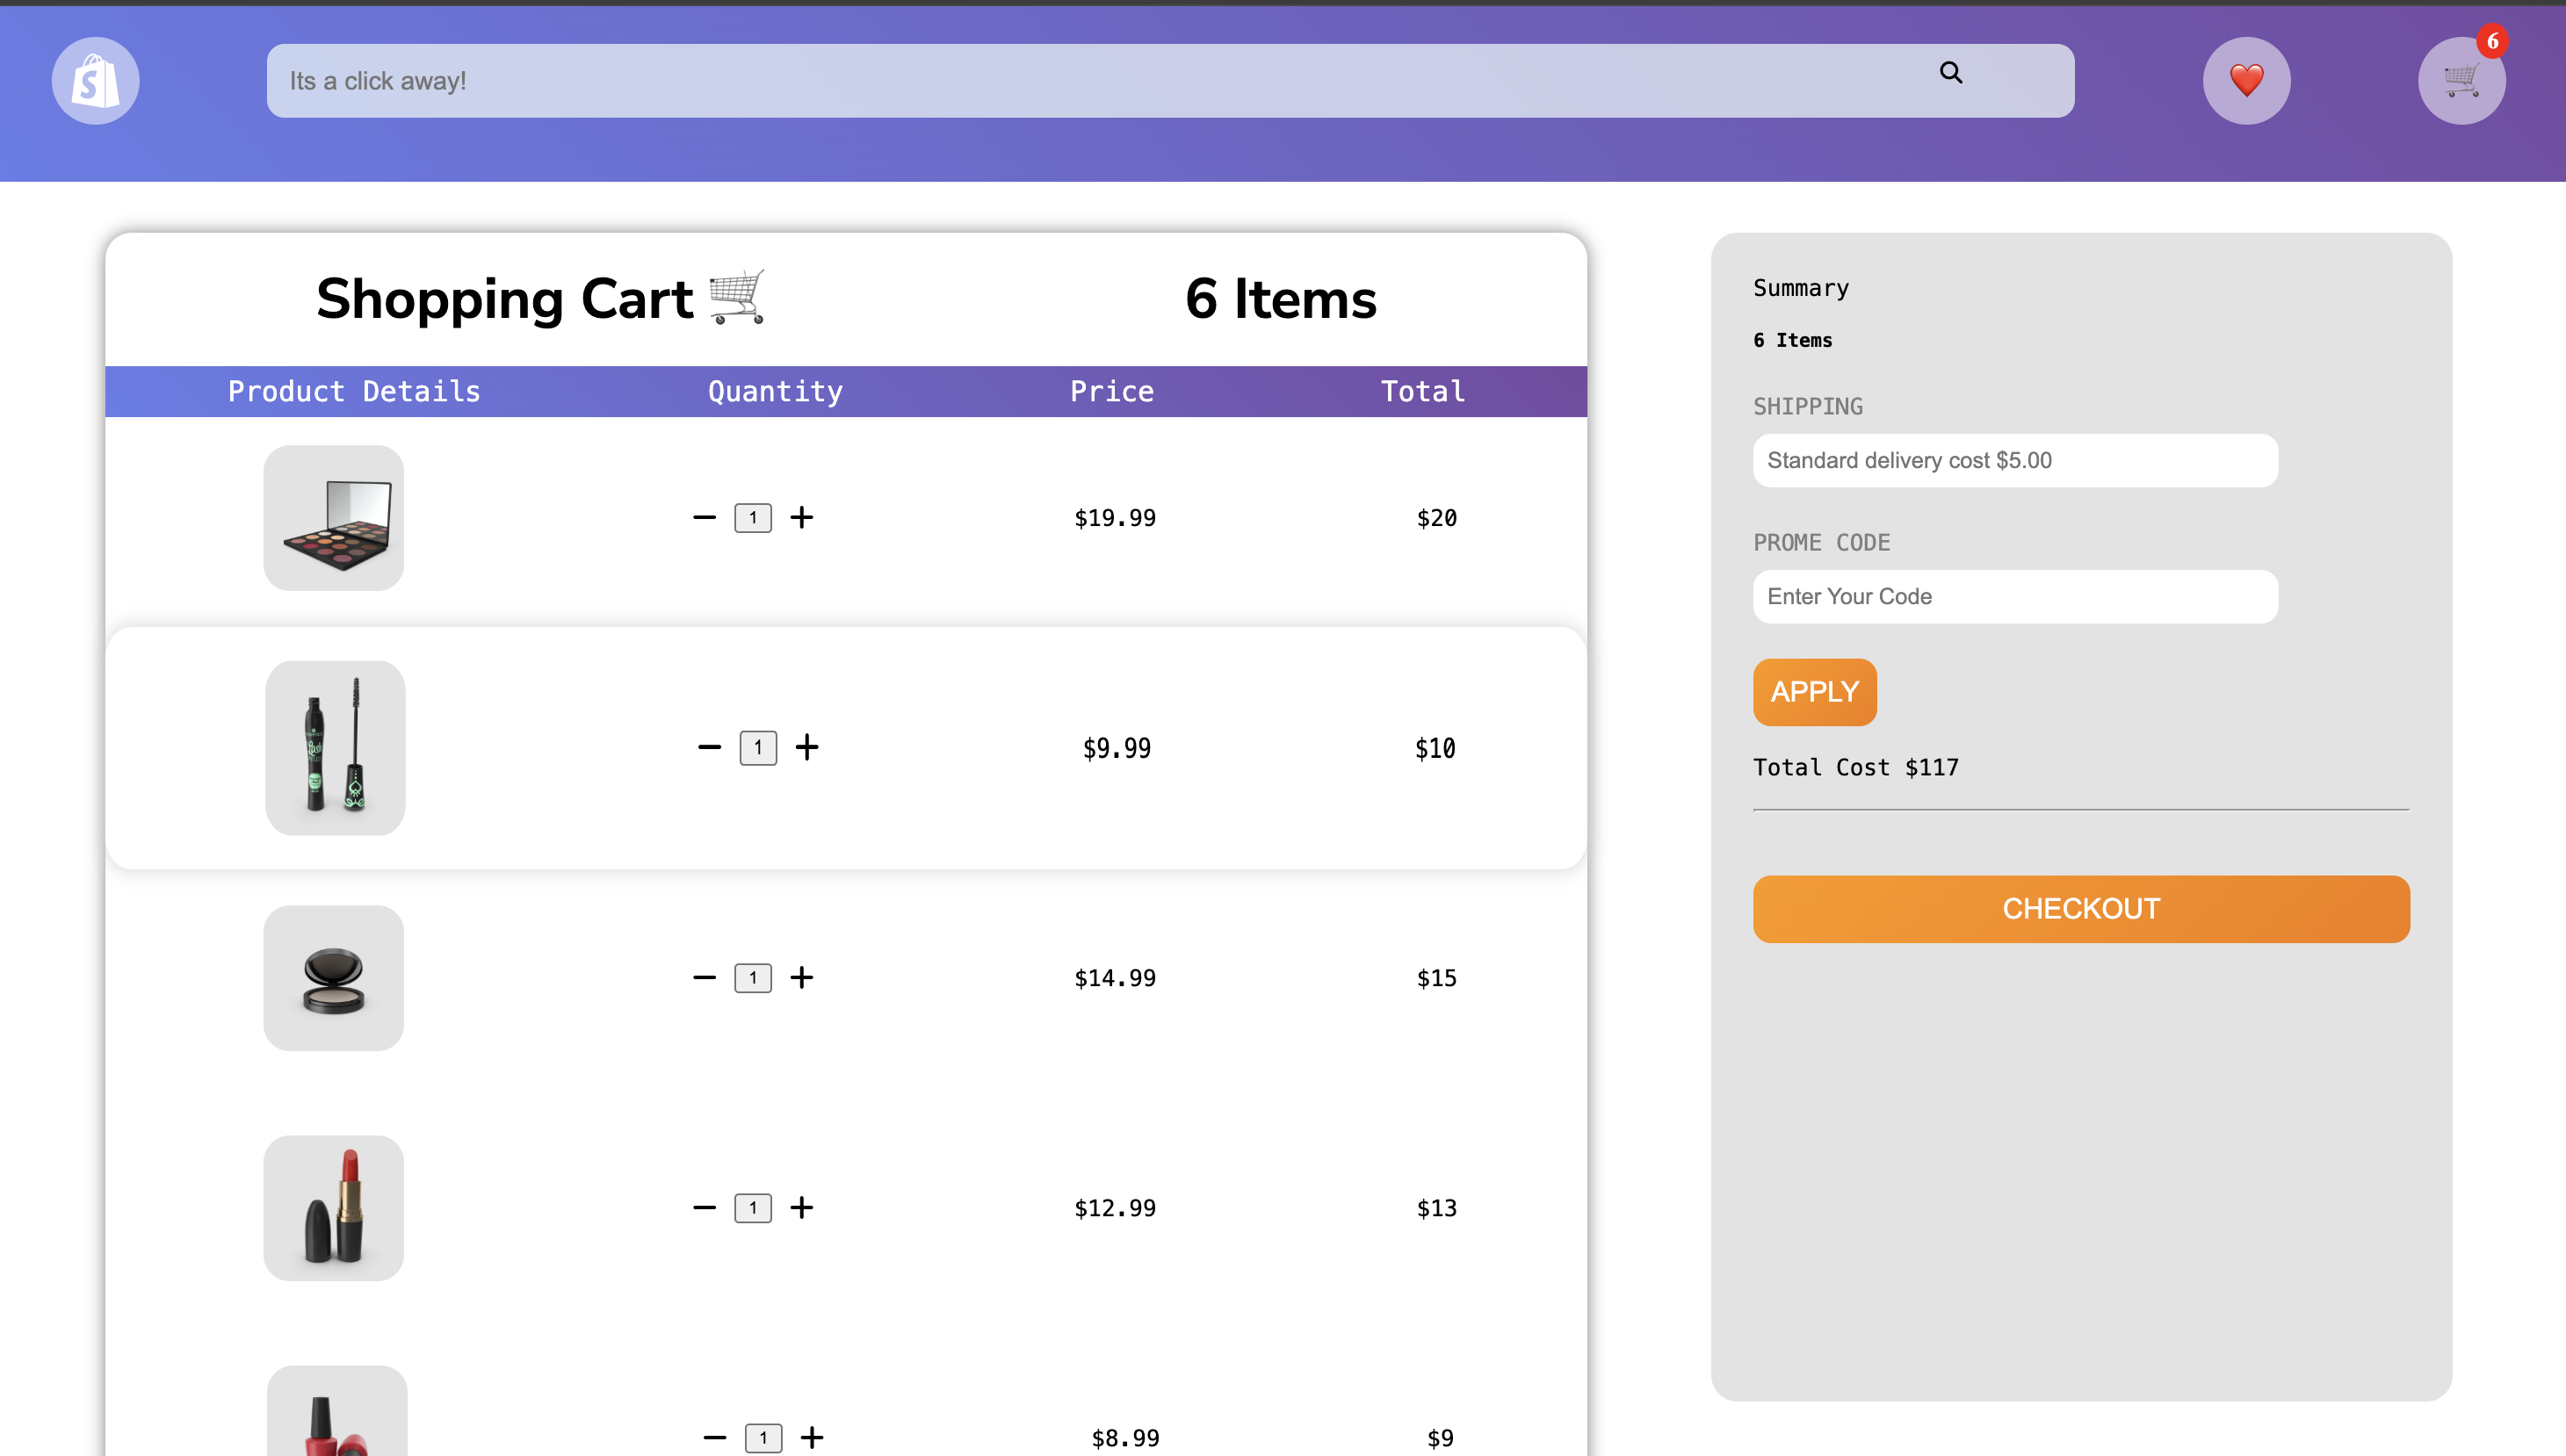 S
Its a click away!
6
Shopping Cart
6 Items
Product Details Quantity Price Total
1 $19.99 $20
1 $9.99 $10
1 $14.99 $15
1 $12.99 $13
1 $8.99 $9
Summary
6 Items
SHIPPING
Standard delivery cost $5.00
PROME CODE
Enter Your Code
APPLY
Total Cost $117
CHECKOUT